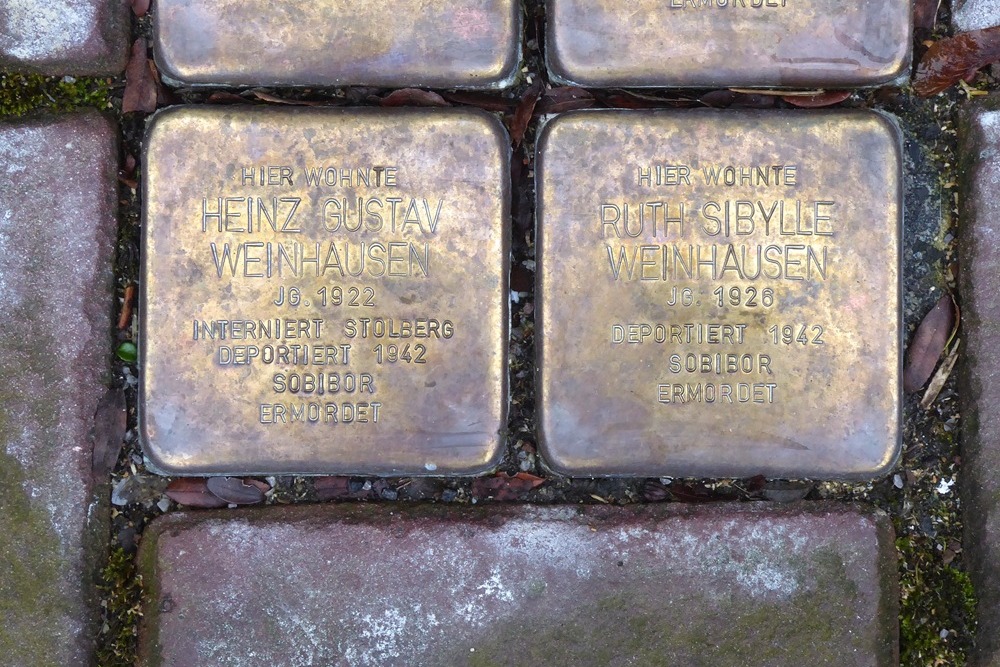 ERMORDET
HIER WOHNTE
HEINZ GUSTAV
WEINHAUSEN
JG. 1922
INTERNIERT STOLBERG
DEPORTIERT 1942
SOBIBOR
ERMORDET
HIER WOHNTE
RUTH SIBYLLE
WEINHAUSEN
JG. 1926
DEPORTIERT 1942
SOBIBOR
ERMORDET